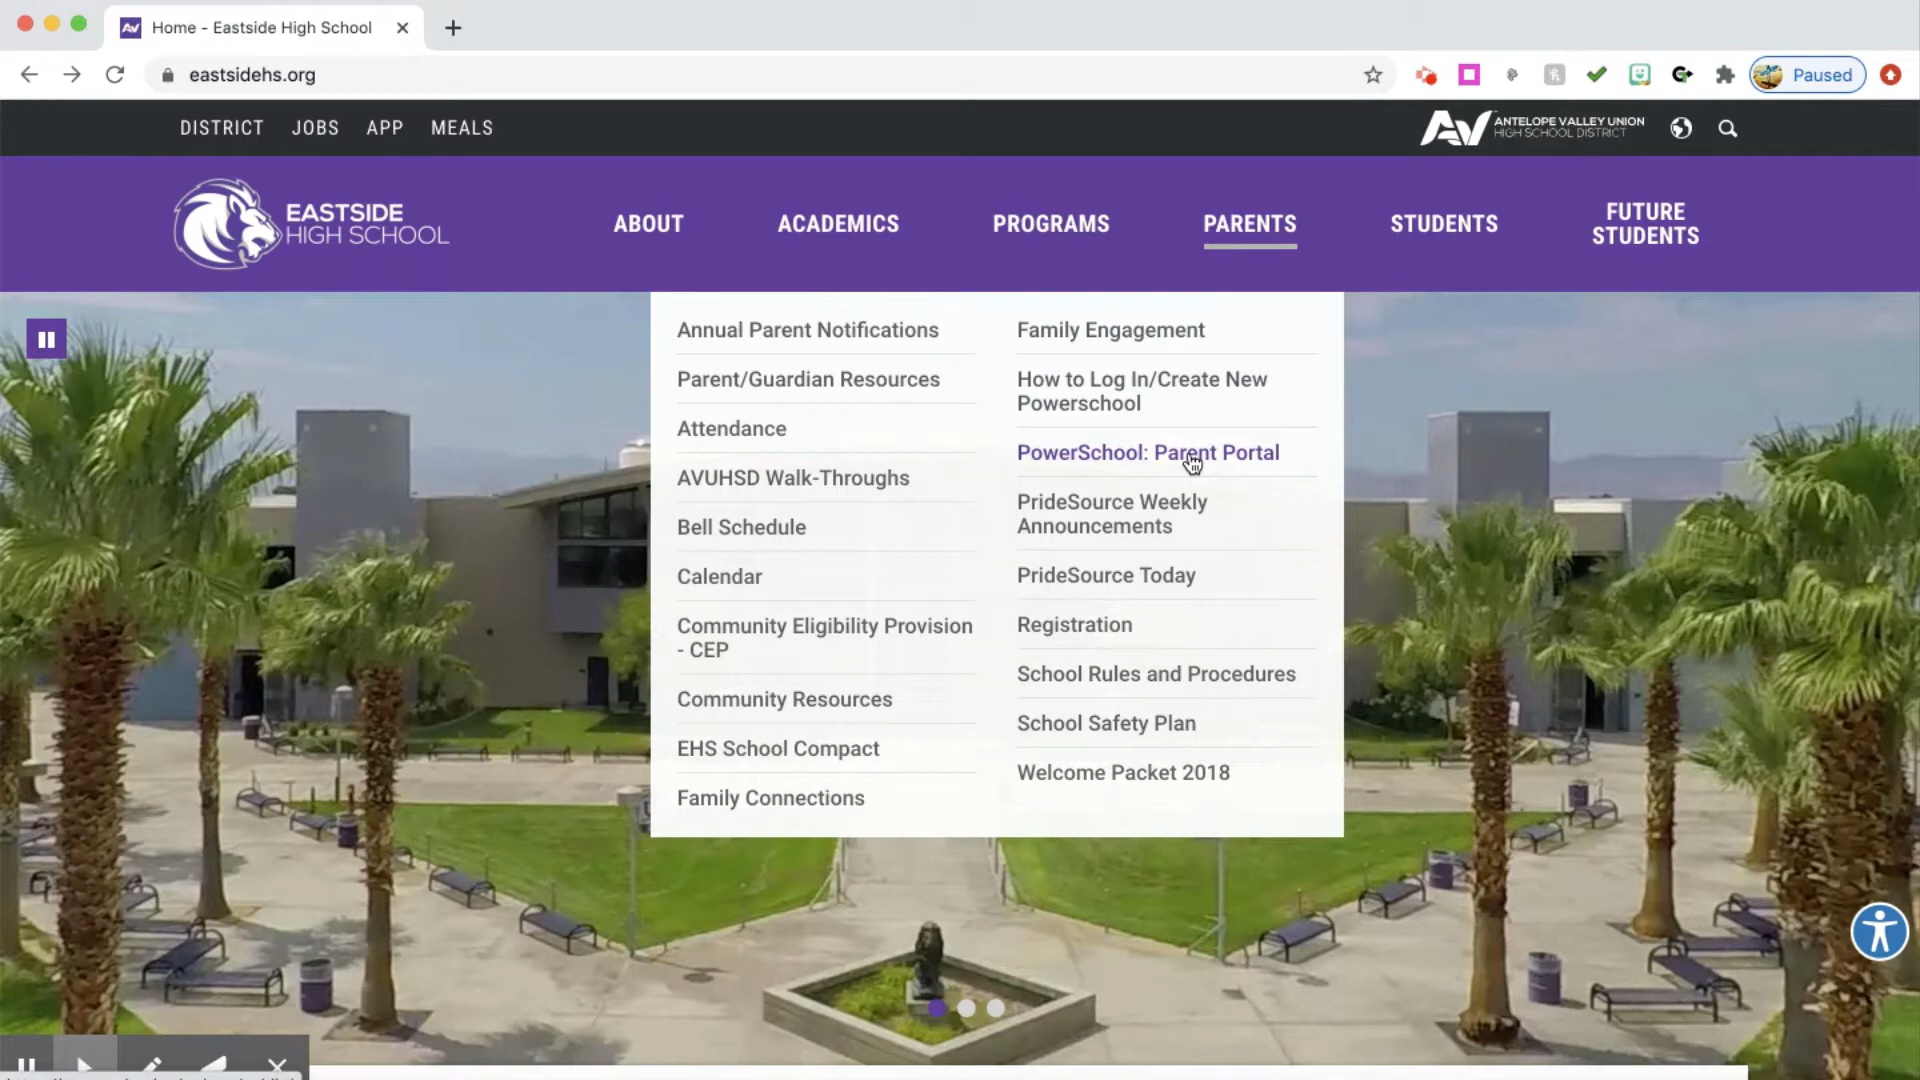 Home - Eastside High School
eastsidehs.org
Paused
DISTRICT JOBS APP MEALS
AV ANTELOPE VALLEY UNION
HIGH SCHOOL DISTRICT
EASTSIDE
HIGH SCHOOL
ABOUT ACADEMICS PROGRAMS PARENTS STUDENTS
FUTURE
STUDENTS
Annual Parent Notifications
Parent/Guardian Resources
Attendance
AVUHSD Walk-Throughs
Bell Schedule
Calendar
Community Eligibility Provision
- CEP
Community Resources
EHS School Compact
Family Connections
Family Engagement
How to Log In/Create New
Powerschool
PowerSchool: Parent Portal
PrideSource Weekly
Announcements
PrideSource Today
Registration
School Rules and Procedures
School Safety Plan
Welcome Packet 2018